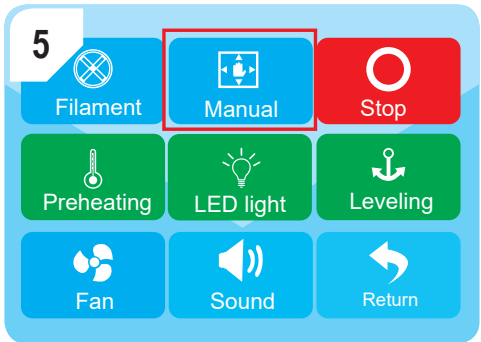 5
Filament
Manual
Stop
Preheating
LED light
Leveling
Fan
Sound
Return